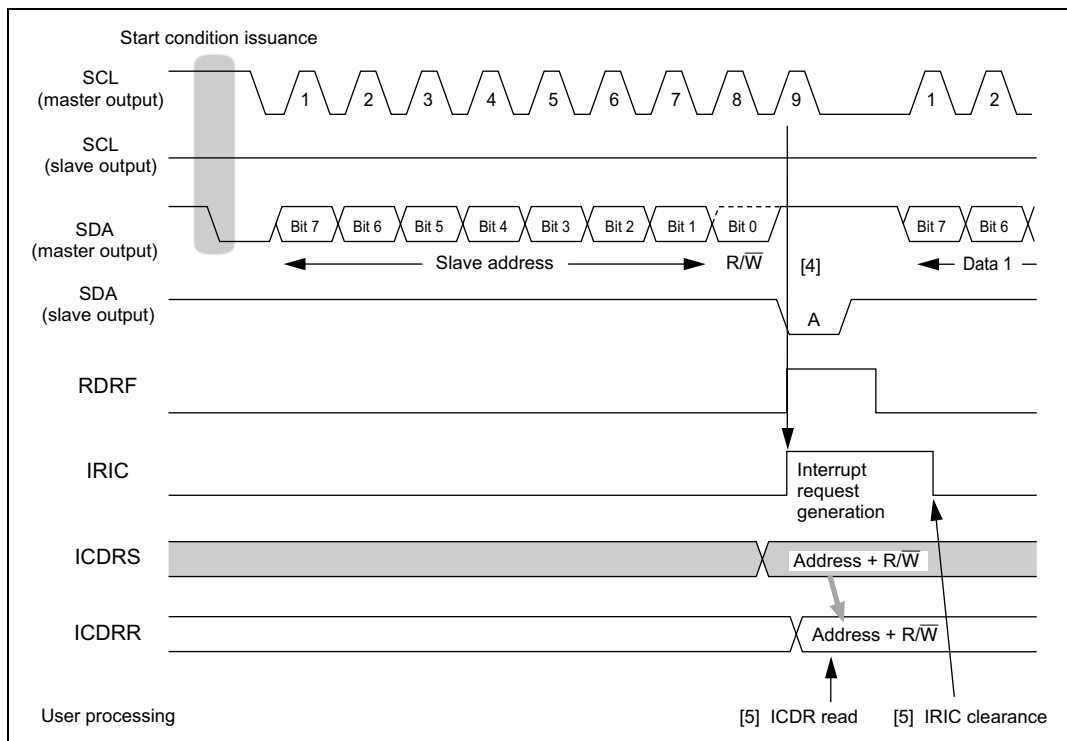 Start condition issuance
SCL
(master output)
1 2 3 4 5 6 7 8 9 1 2
SCL
(slave output)
SDA
(master output)
Bit 7 Bit 6 Bit 5 Bit 4 Bit 3 Bit 2 Bit 1 Bit 0 Bit 7 Bit 6
Slave address R/W̅ [4] Data 1
SDA
(slave output)
A
RDRF
IRIC
Interrupt
request
generation
ICDRS
Address + R/W̅
ICDRR
Address + R/W̅
User processing [5] ICDR read [5] IRIC clearance